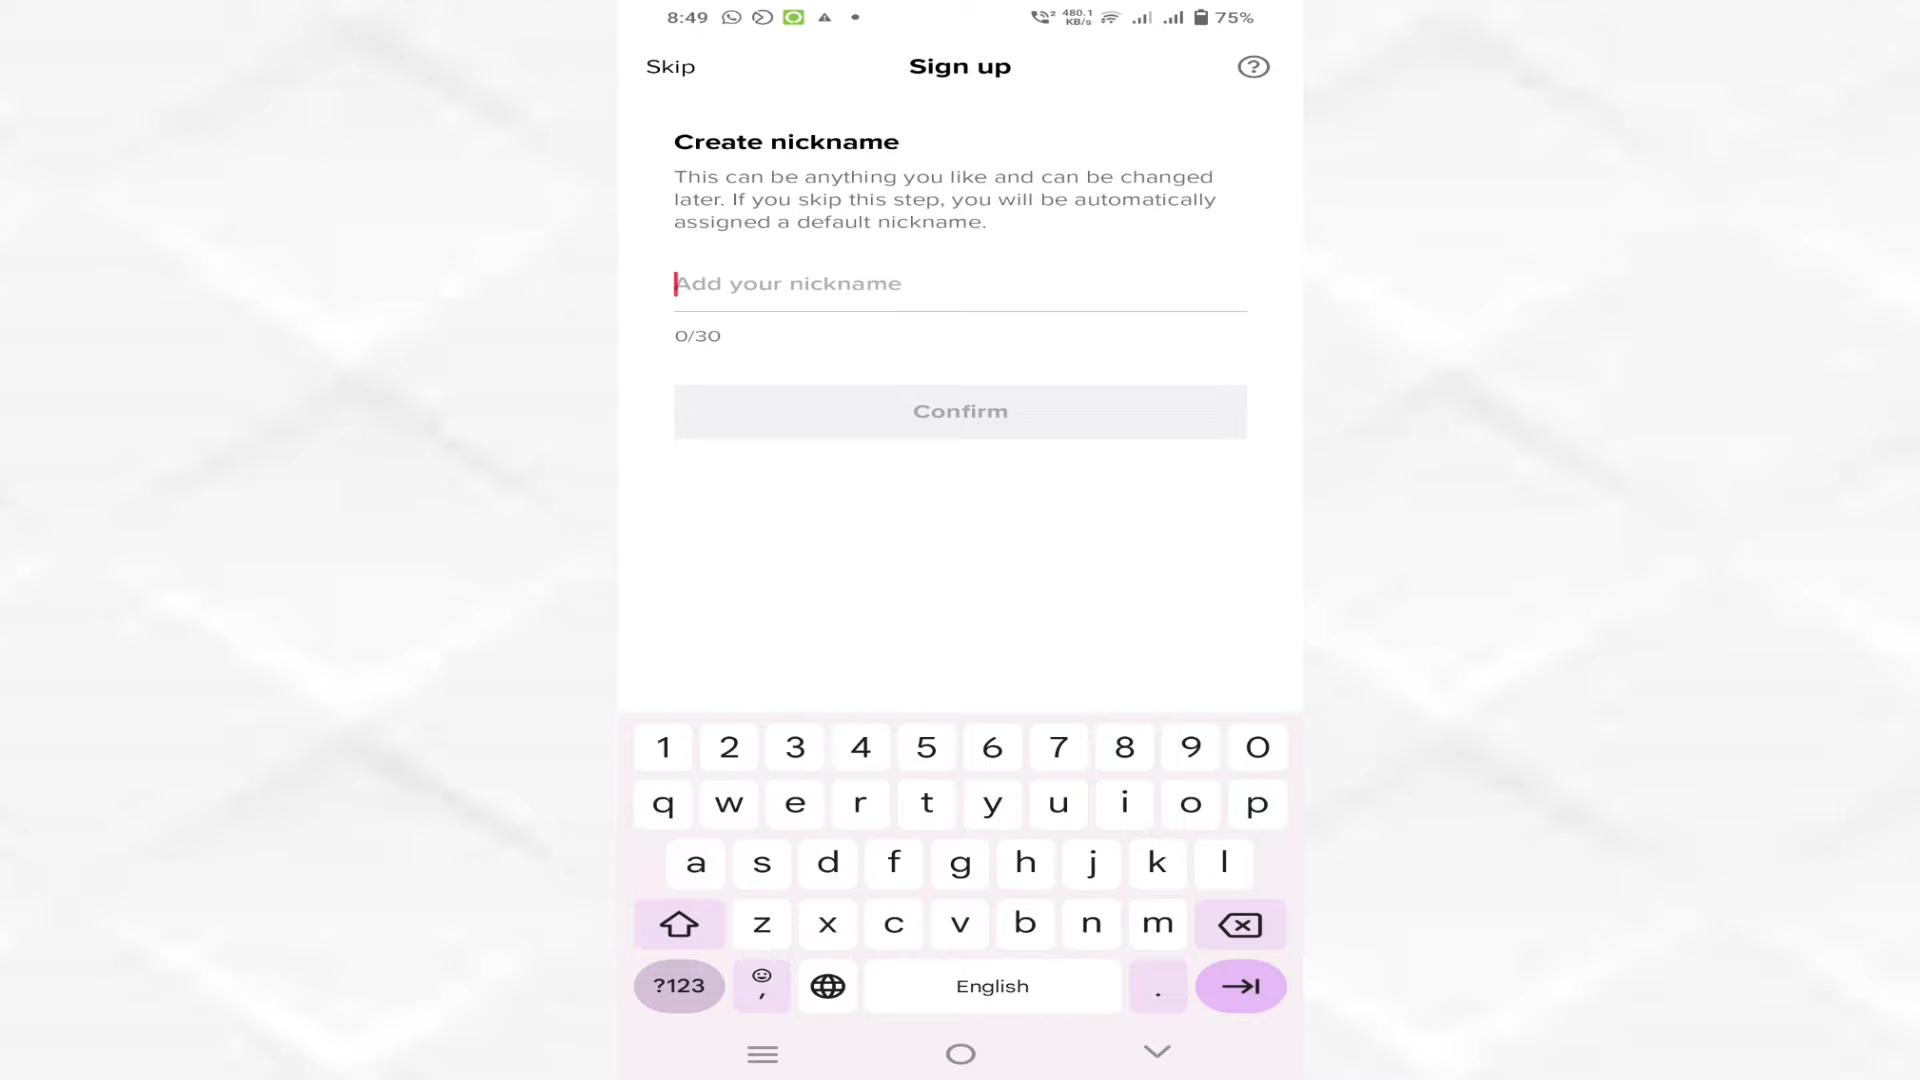 8:49 2 480.1 KB/s 75%
Skip Sign up ?
Create nickname
This can be anything you like and can be changed
later. If you skip this step, you will be automatically
assigned a default nickname.
Add your nickname
0/30
Confirm
1 2 3 4 5 6 7 8 9 0
q w e r t y u i o p
a s d f g h j k l
z x c v b n m
?123 , English .